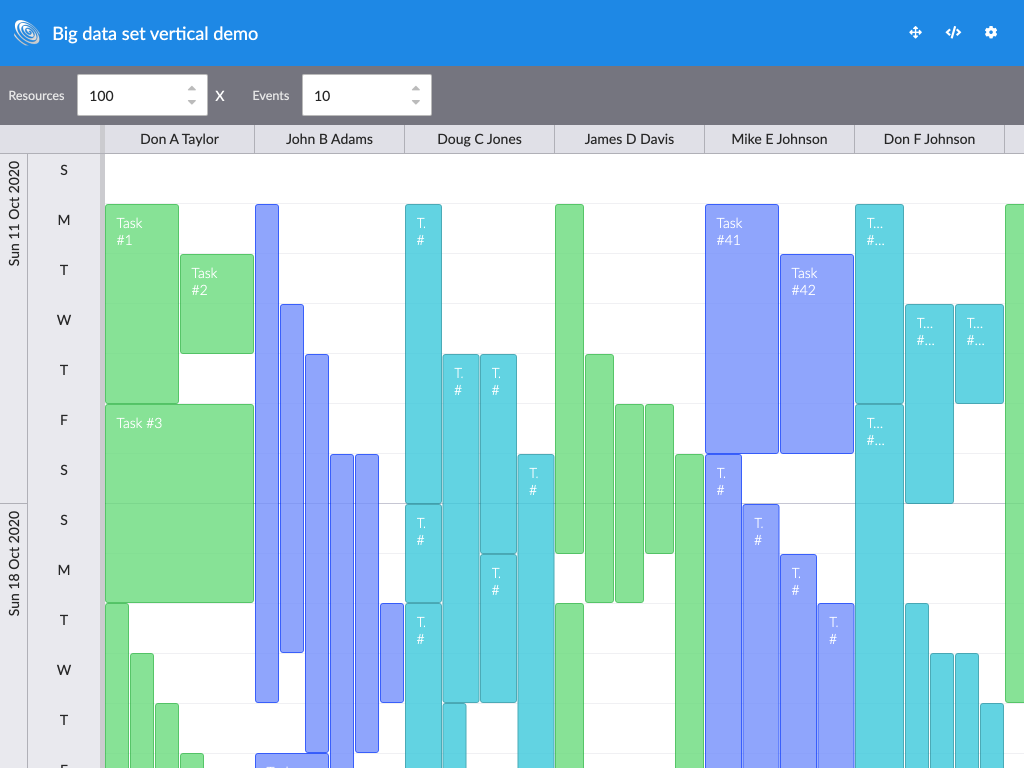 Big data set vertical demo
Resources
100
X
Events
10
Don A Taylor
John B Adams
Doug C Jones
James D Davis
Mike E Johnson
Don F Johnson
Sun 11 Oct 2020
S
M
T
W
T
F
S
Sun 18 Oct 2020
S
M
T
W
T
Task
#1
Task
#2
Task #3
T.
#
T.
#
T.
#
T.
#
T.
#
T.
#
T.
#
Task
#41
Task
#42
T.
#
T.
#
T.
#
T.
#
T...
#...
T...
#...
T...
#...
T...
#...